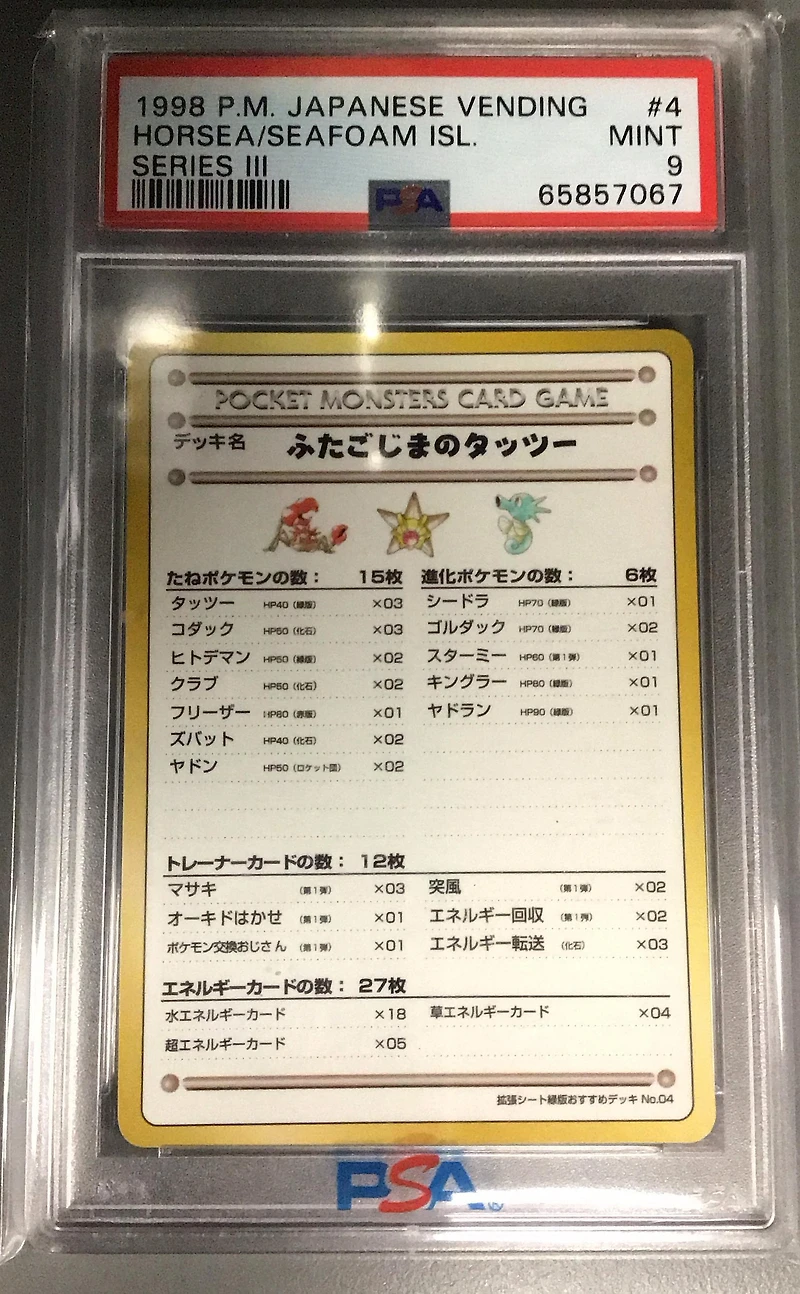 1998 P.M. JAPANESE VENDING #4
HORSEA/SEAFOAM ISL. MINT
SERIES III 9
PSA 65857067
POCKET MONSTERS CARD GAME
デッキ名 ふたごじまのタッツー
たねポケモンの数： 15枚 進化ポケモンの数： 6枚
タッツー HP40（緑版） ×03 シードラ HP70（緑版） ×01
コダック HP50（化石） ×03 ゴルダック HP70（緑版） ×02
ヒトデマン HP50（緑版） ×02 スターミー HP60（第1弾） ×01
クラブ HP50（化石） ×02 キングラー HP80（緑版） ×01
フリーザー HP80（赤版） ×01 ヤドラン HP90（緑版） ×01
ズバット HP40（化石） ×02
ヤドン HP50（ロケット団） ×02
トレーナーカードの数： 12枚
マサキ （第1弾） ×03 突風 （第1弾） ×02
オーキドはかせ （第1弾） ×01 エネルギー回収 （第1弾） ×02
ポケモン交換おじさん （第1弾） ×01 エネルギー転送 （化石） ×03
エネルギーカードの数： 27枚
水エネルギーカード ×18 草エネルギーカード ×04
超エネルギーカード ×05
拡張シート緑版おすすめデッキ No.04
PSA®